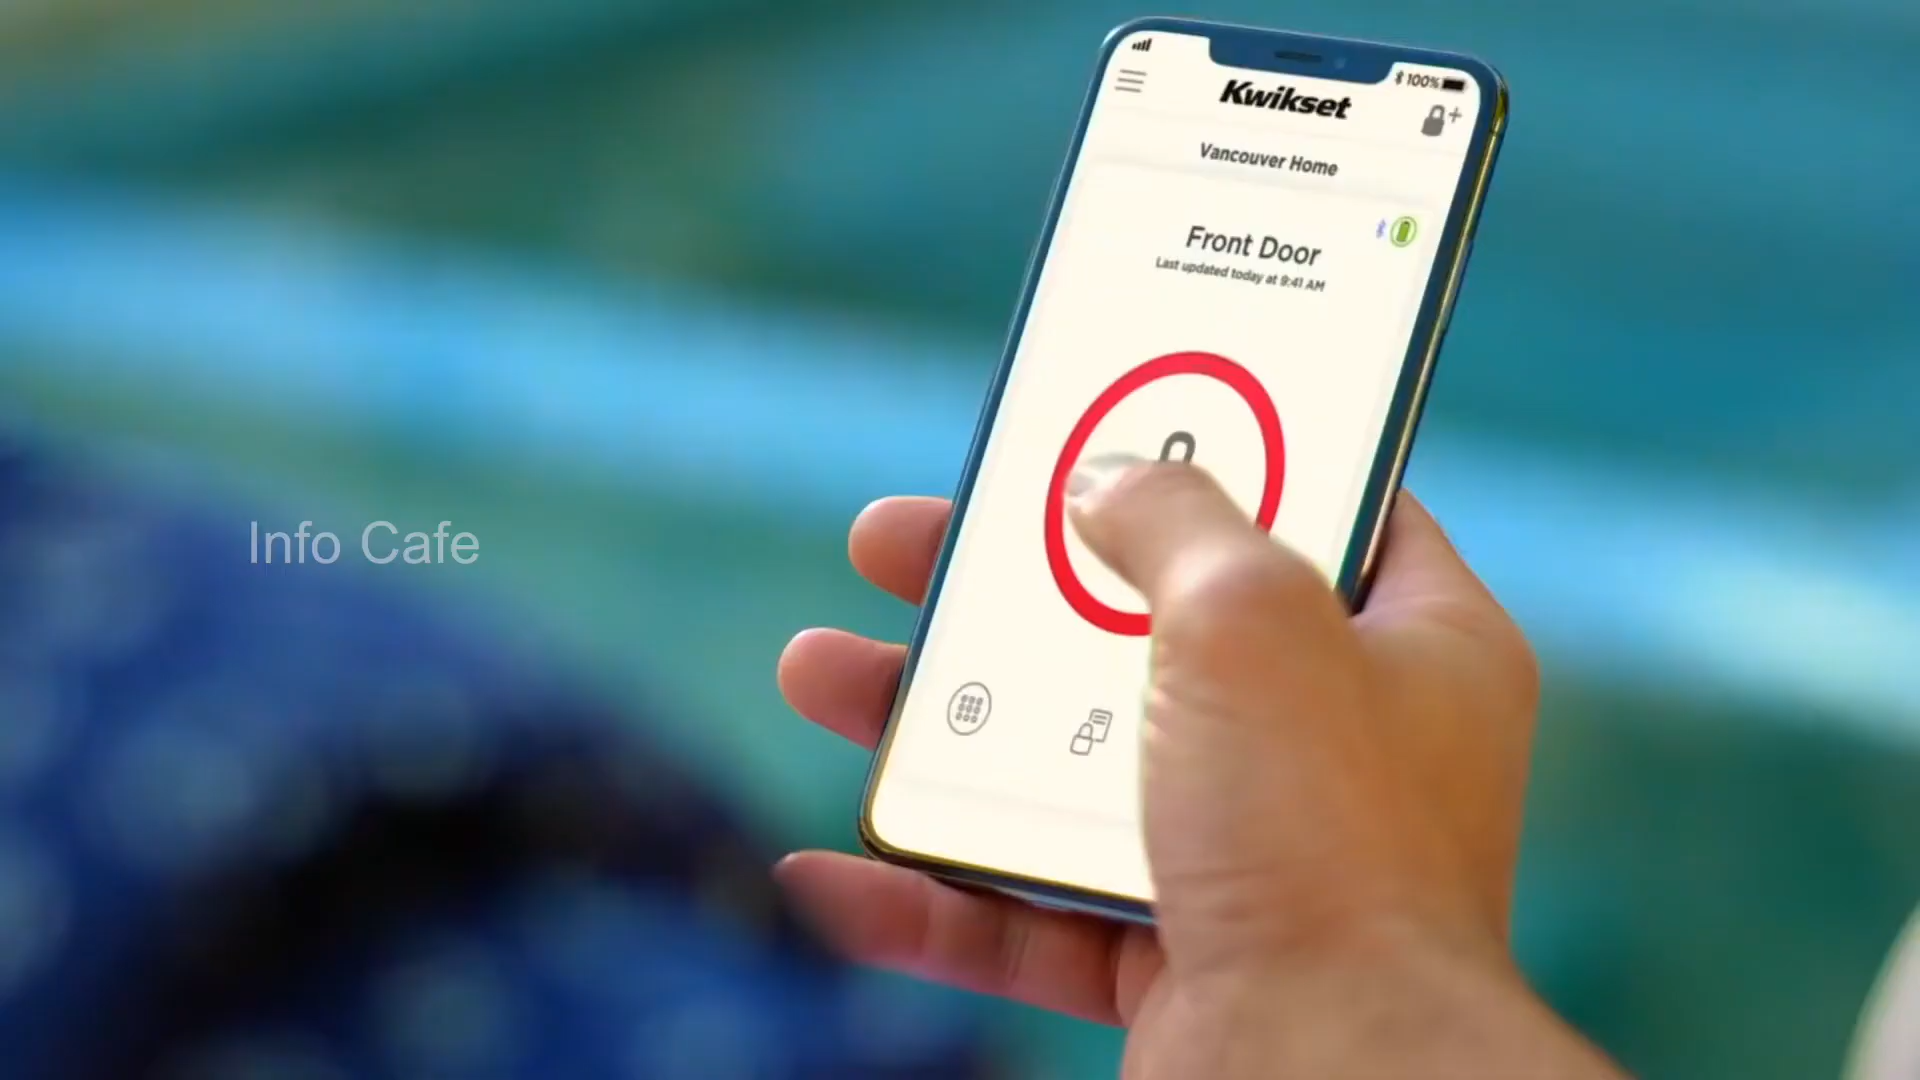 100%
Kwikset
Vancouver Home
Front Door
Last updated today at 9:41 AM
Info Cafe